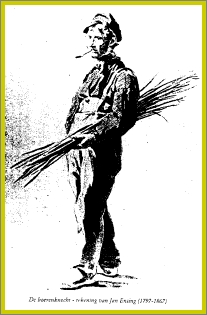 De boerenknecht - tekening van Jan Ensing (1797-1867)